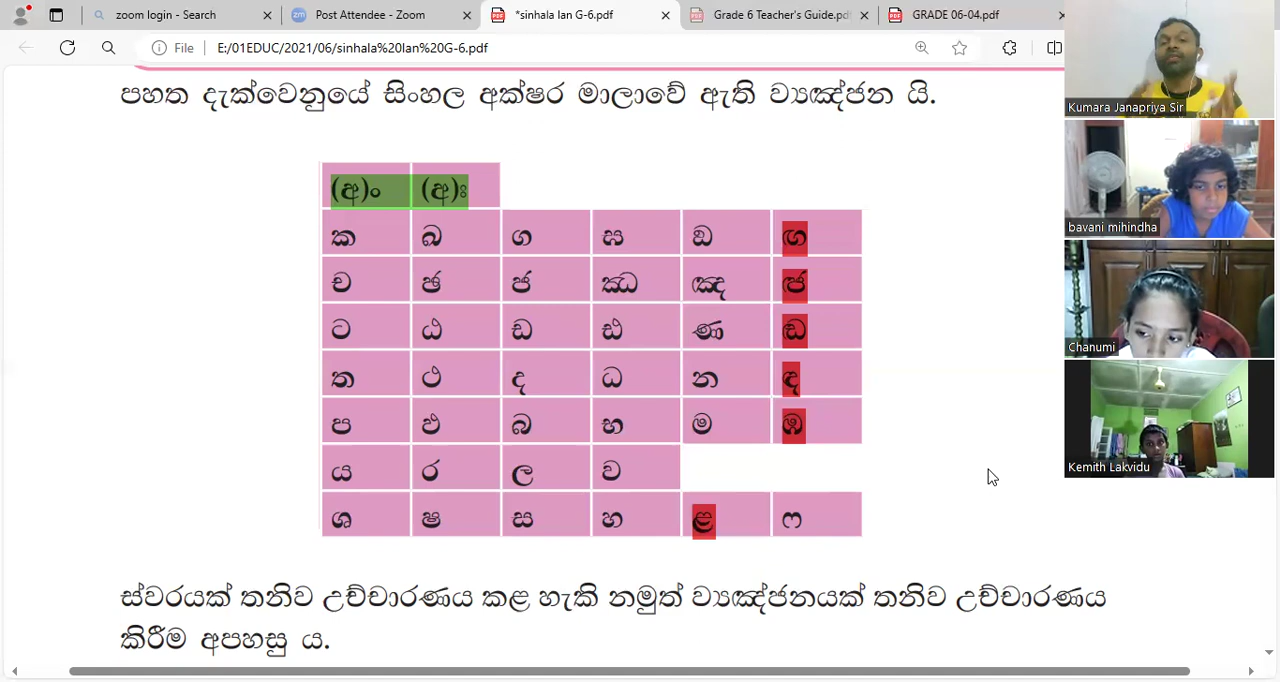 zoom login - Search
Post Attendee - Zoom
*sinhala lan G-6.pdf
Grade 6 Teacher's Guide.pdf
GRADE 06-04.pdf
File E:/01EDUC/2021/06/sinhala%20lan%20G-6.pdf
පහත දැක්වෙනුයේ සිංහල අක්ෂර මාලාවේ ඇති ව්‍යඤ්ජන යි.
(අ)ං (අ)ඃ
ක ඛ ග ඝ ඞ ඟ
ච ඡ ජ ඣ ඤ ඦ
ට ඨ ඩ ඪ ණ ඬ
ත ථ ද ධ න ඳ
ප ඵ බ භ ම ඹ
ය ර ල ව
ශ ෂ ස හ ළ ෆ
ස්වරයක් තනිව උච්චාරණය කළ හැකි නමුත් ව්‍යඤ්ජනයක් තනිව උච්චාරණය
කිරීම අපහසු ය.
Kumara Janapriya Sir
bavani mihindha
Chanumi
Kemith Lakvidu